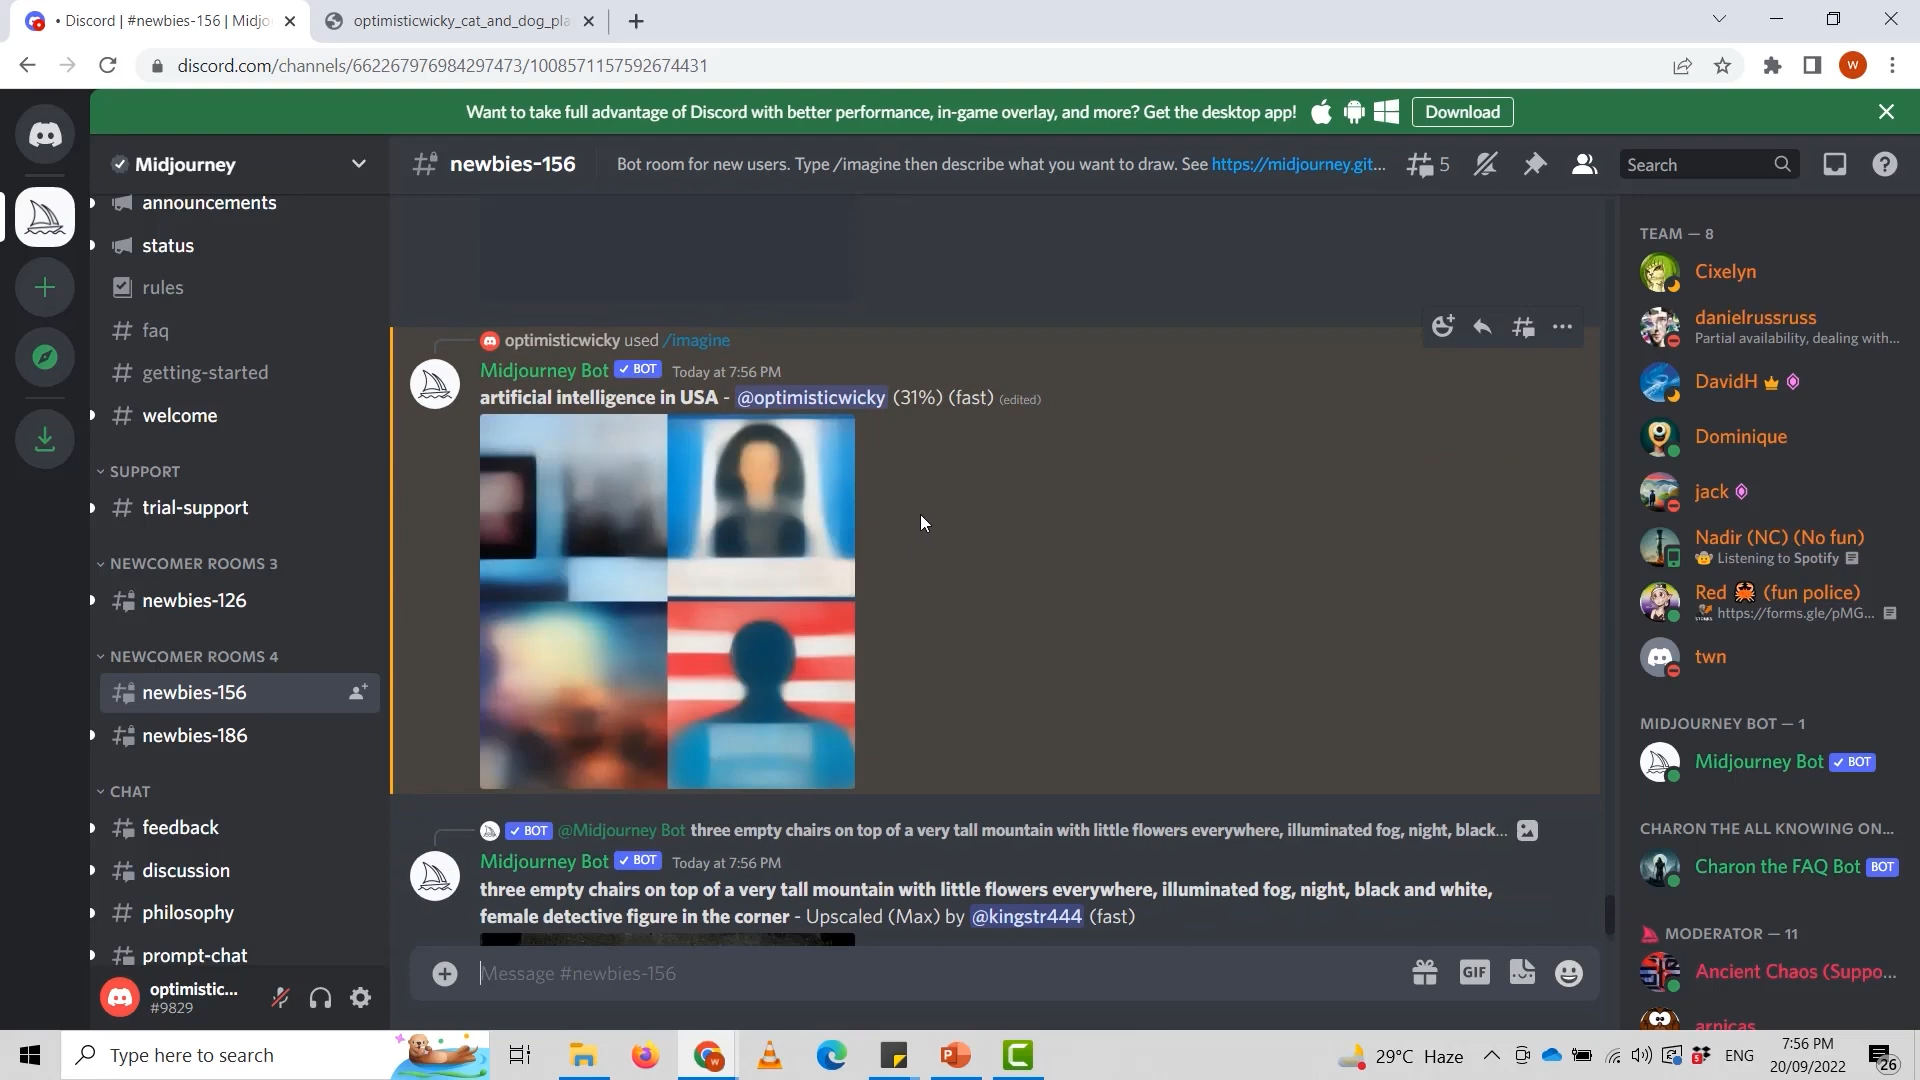 • Discord | #newbies-156 | Midjo
optimisticwicky_cat_and_dog_pla
discord.com/channels/662267976984297473/1008571157592674431
W
Want to take full advantage of Discord with better performance, in-game overlay, and more? Get the desktop app!
Download
Midjourney
newbies-156
Bot room for new users. Type /imagine then describe what you want to draw. See https://midjourney.git...
5
Search
announcements
status
rules
faq
getting-started
welcome
SUPPORT
trial-support
NEWCOMER ROOMS 3
newbies-126
NEWCOMER ROOMS 4
newbies-156
newbies-186
CHAT
feedback
discussion
philosophy
prompt-chat
optimistic...
#9829
optimisticwicky used /imagine
Midjourney Bot ✓ BOT Today at 7:56 PM
artificial intelligence in USA - @optimisticwicky (31%) (fast) (edited)
✓ BOT @Midjourney Bot three empty chairs on top of a very tall mountain with little flowers everywhere, illuminated fog, night, black...
Midjourney Bot ✓ BOT Today at 7:56 PM
three empty chairs on top of a very tall mountain with little flowers everywhere, illuminated fog, night, black and white,
female detective figure in the corner - Upscaled (Max) by @kingstr444 (fast)
Message #newbies-156
GIF
TEAM — 8
Cixelyn
danielrussruss
Partial availability, dealing with...
DavidH
Dominique
jack
Nadir (NC) (No fun)
Listening to Spotify
Red 🦀 (fun police)
https://forms.gle/pMG...
twn
MIDJOURNEY BOT — 1
Midjourney Bot ✓ BOT
CHARON THE ALL KNOWING ON...
Charon the FAQ Bot BOT
MODERATOR — 11
Ancient Chaos (Suppo...
arnicas
Type here to search
29°C Haze
ENG
7:56 PM
20/09/2022
26